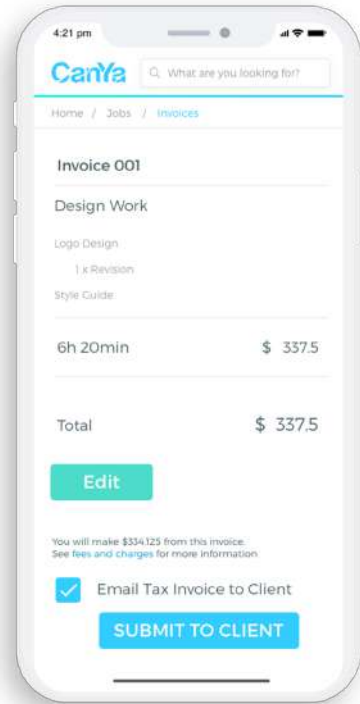 4:21 pm
CanYa What are you looking for?
Home / Jobs / Invoices
Invoice 001
Design Work
Logo Design
1 x Revision
Style Guide
6h 20min $ 337.5
Total $ 337.5
Edit
You will make $334.125 from this invoice.
See fees and charges for more information
Email Tax Invoice to Client
SUBMIT TO CLIENT